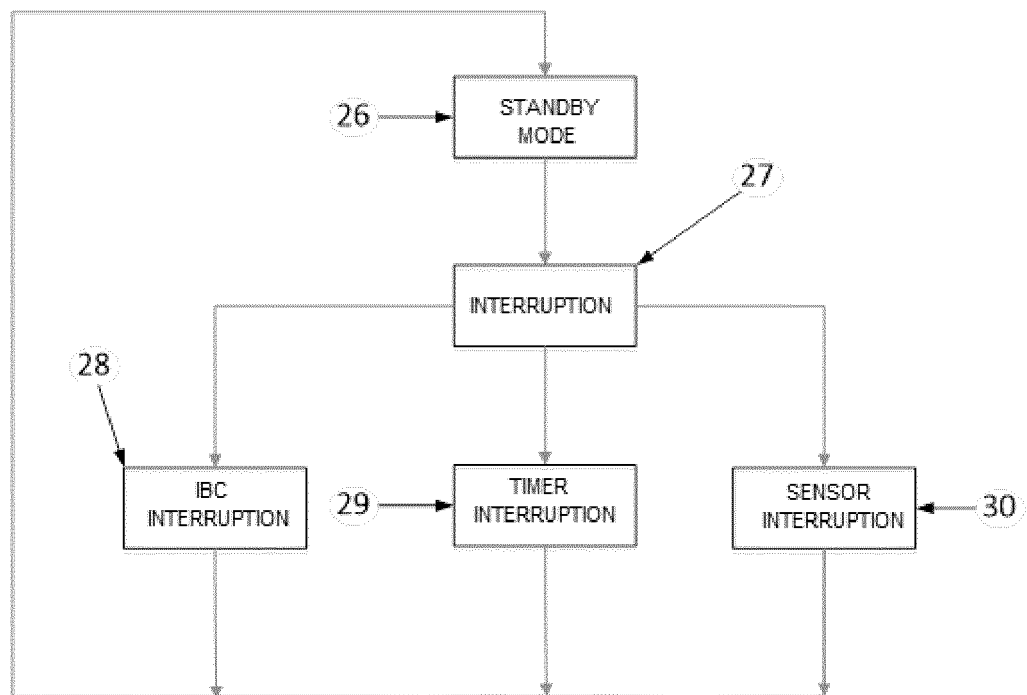 STANDBY
MODE
26
27
INTERRUPTION
28
IBC
INTERRUPTION
29
TIMER
INTERRUPTION
SENSOR
INTERRUPTION
30